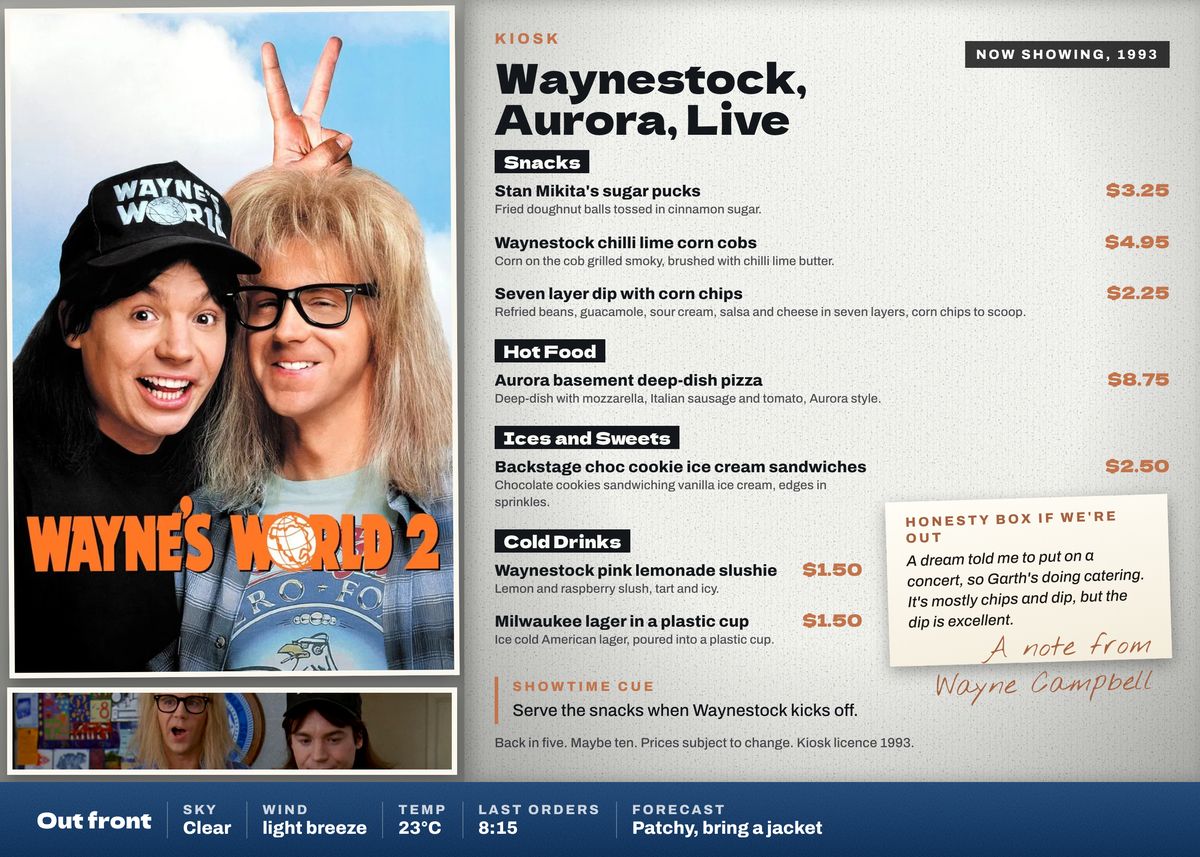 WAYNE'S
WORLD
WAYNE'S WORLD 2
KIOSK
NOW SHOWING, 1993
Waynestock,
Aurora, Live
Snacks
Stan Mikita's sugar pucks $3.25
Fried doughnut balls tossed in cinnamon sugar.
Waynestock chilli lime corn cobs $4.95
Corn on the cob grilled smoky, brushed with chilli lime butter.
Seven layer dip with corn chips $2.25
Refried beans, guacamole, sour cream, salsa and cheese in seven layers, corn chips to scoop.
Hot Food
Aurora basement deep-dish pizza $8.75
Deep-dish with mozzarella, Italian sausage and tomato, Aurora style.
Ices and Sweets
Backstage choc cookie ice cream sandwiches $2.50
Chocolate cookies sandwiching vanilla ice cream, edges in
sprinkles.
Cold Drinks
Waynestock pink lemonade slushie $1.50
Lemon and raspberry slush, tart and icy.
Milwaukee lager in a plastic cup $1.50
Ice cold American lager, poured into a plastic cup.
HONESTY BOX IF WE'RE
OUT
A dream told me to put on a
concert, so Garth's doing catering.
It's mostly chips and dip, but the
dip is excellent.
A note from
Wayne Campbell
SHOWTIME CUE
Serve the snacks when Waynestock kicks off.
Back in five. Maybe ten. Prices subject to change. Kiosk licence 1993.
Out front
SKY
Clear
WIND
light breeze
TEMP
23°C
LAST ORDERS
8:15
FORECAST
Patchy, bring a jacket